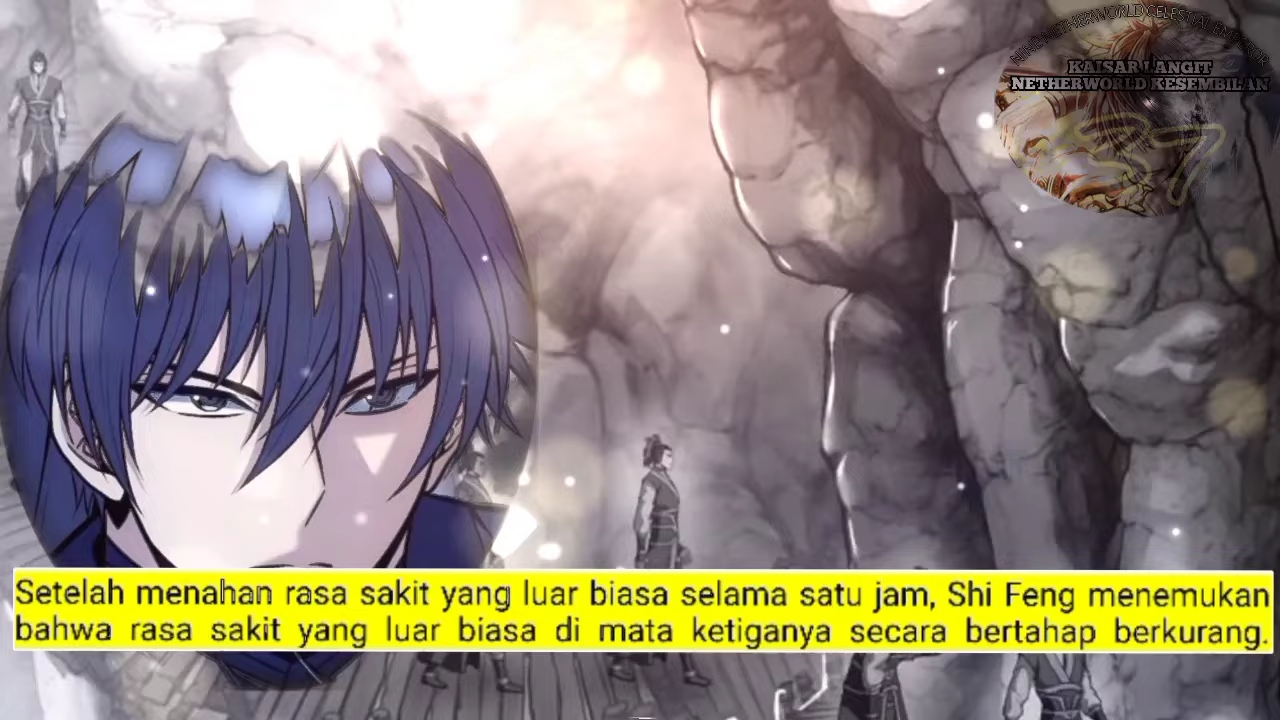 KAISAR LANGIT
NETHERWORLD KESEMBILAN
137
Setelah menahan rasa sakit yang luar biasa selama satu jam, Shi Feng menemukan
bahwa rasa sakit yang luar biasa di mata ketiganya secara bertahap berkurang.